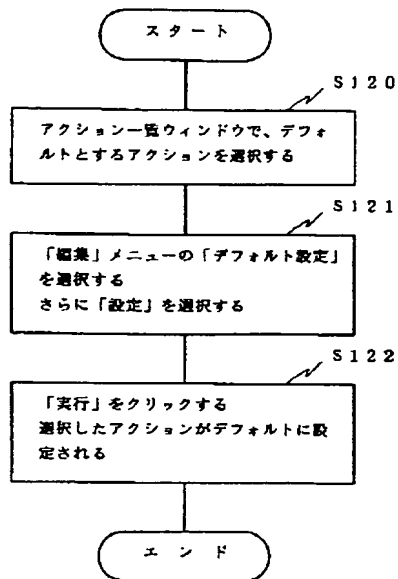 スタート
S120
アクション一覧ウィンドウで、デフォ
ルトとするアクションを選択する
S121
「編集」メニューの「デフォルト設定」
を選択する
さらに「設定」を選択する
S122
「実行」をクリックする
選択したアクションがデフォルトに設
定される
エンド